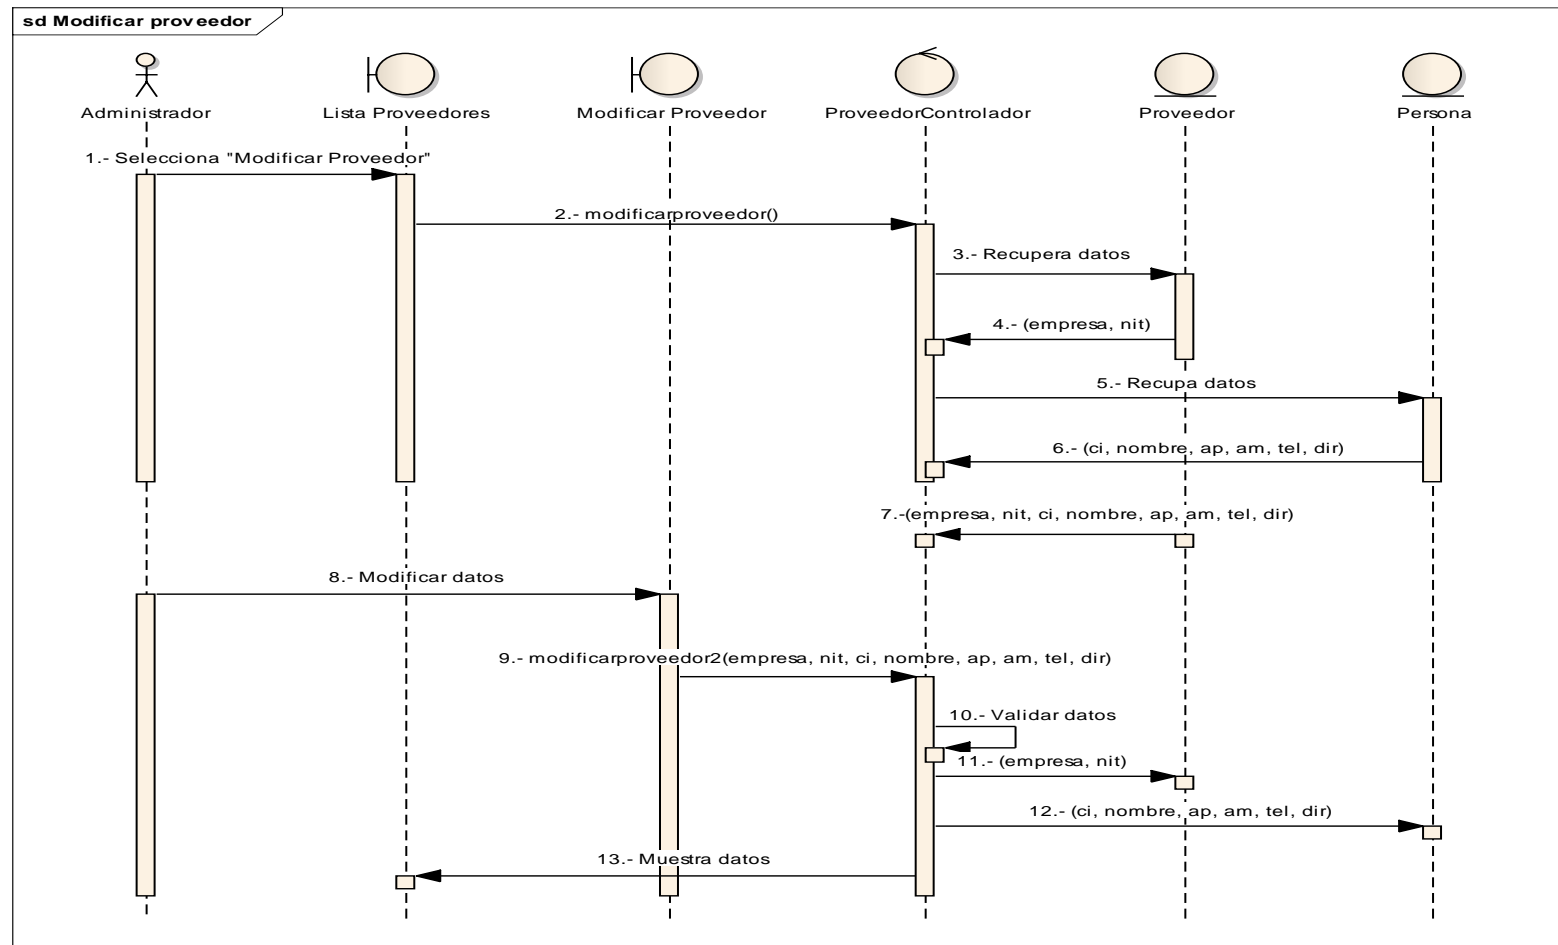 sd Modificar proveedor
Administrador
Lista Proveedores
Modificar Proveedor
ProveedorControlador
Proveedor
Persona
1.- Selecciona "Modificar Proveedor"
2.- modificarproveedor()
3.- Recupera datos
4.- (empresa, nit)
5.- Recupa datos
6.- (ci, nombre, ap, am, tel, dir)
7.-(empresa, nit, ci, nombre, ap, am, tel, dir)
8.- Modificar datos
9.- modificarproveedor2(empresa, nit, ci, nombre, ap, am, tel, dir)
10.- Validar datos
11.- (empresa, nit)
12.- (ci, nombre, ap, am, tel, dir)
13.- Muestra datos